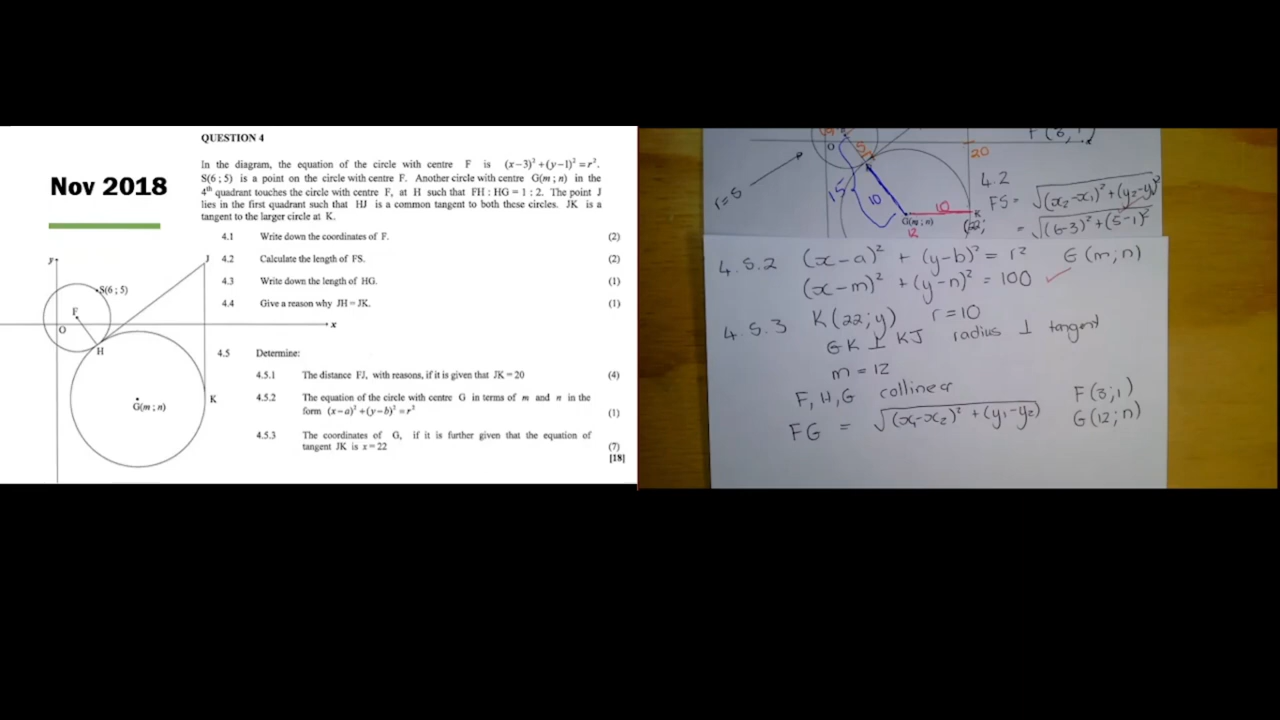 QUESTION 4
In the diagram, the equation of the circle with centre F is (x−3)²+(y−1)²=r².
S(6 ; 5) is a point on the circle with centre F. Another circle with centre G(m ; n) in the
4th quadrant touches the circle with centre F, at H such that FH : HG = 1 : 2. The point J
lies in the first quadrant such that HJ is a common tangent to both these circles. JK is a
tangent to the larger circle at K.
Nov 2018
4.1 Write down the coordinates of F. (2)
4.2 Calculate the length of FS. (2)
4.3 Write down the length of HG. (1)
4.4 Give a reason why JH = JK. (1)
4.5 Determine:
4.5.1 The distance FJ, with reasons, if it is given that JK = 20 (4)
4.5.2 The equation of the circle with centre G in terms of m and n in the
form (x−a)²+(y−b)²=r² (1)
4.5.3 The coordinates of G, if it is further given that the equation of
tangent JK is x = 22 (7)
[18]
y
J
S(6 ; 5)
F
O
x
H
K
G(m ; n)
O
5
20
r=5
15
10
10
G(m ; n)
K
12
4.2
FS = √(x₂−x₁)²+(y₂−y₁)²
= √(6−3)²+(5−1)²
4.5.2 (x−a)² + (y−b)² = r² G(m;n)
(x−m)² + (y−n)² = 100 ✓
4.5.3 K(22;y) r=10
GK ⊥ KJ radius ⊥ tangent
m = 12
F, H, G collinear F(3;1)
FG = √(x₁−x₂)² + (y₁−y₂) G(12;n)